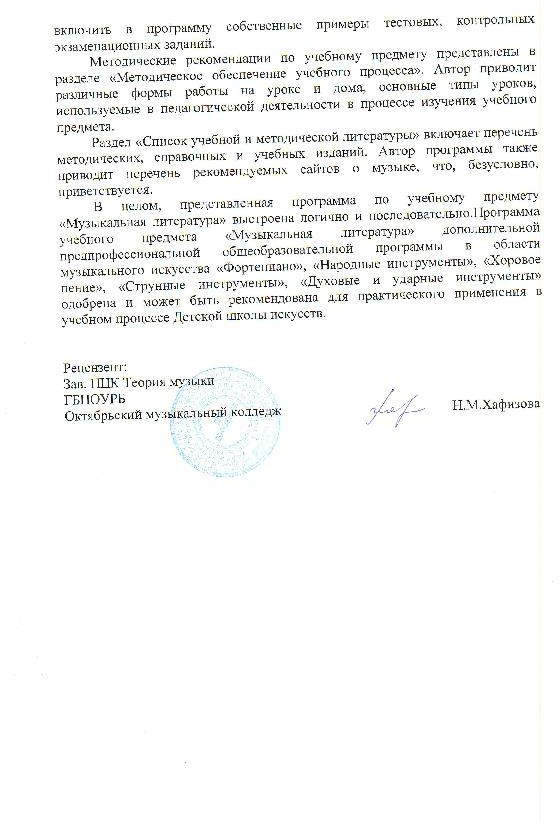 включить в программу собственные примеры тестовых, контрольных
экзаменационных заданий.
Методические рекомендации по учебному предмету представлены в
разделе «Методическое обеспечение учебного процесса». Автор приводит
различные формы работы на уроке и дома, основные типы уроков,
используемые в педагогической деятельности в процессе изучения учебного
предмета.
Раздел «Список учебной и методической литературы» включает перечень
методических, справочных и учебных изданий. Автор программы также
приводит перечень рекомендуемых сайтов о музыке, что, безусловно,
приветствуется.
В целом, представленная программа по учебному предмету
«Музыкальная литература» выстроена логично и последовательно.Программа
учебного предмета «Музыкальная литература» дополнительной
предпрофессиональной общеобразовательной программы в области
музыкального искусства «Фортепиано», «Народные инструменты», «Хоровое
пение», «Струнные инструменты», «Духовые и ударные инструменты»
одобрена и может быть рекомендована для практического применения в
учебном процессе Детской школы искусств.
Рецензент:
Зав. ПЦК Теория музыки
ГБПОУРБ
Октябрьский музыкальный колледж
Н.М.Хафизова